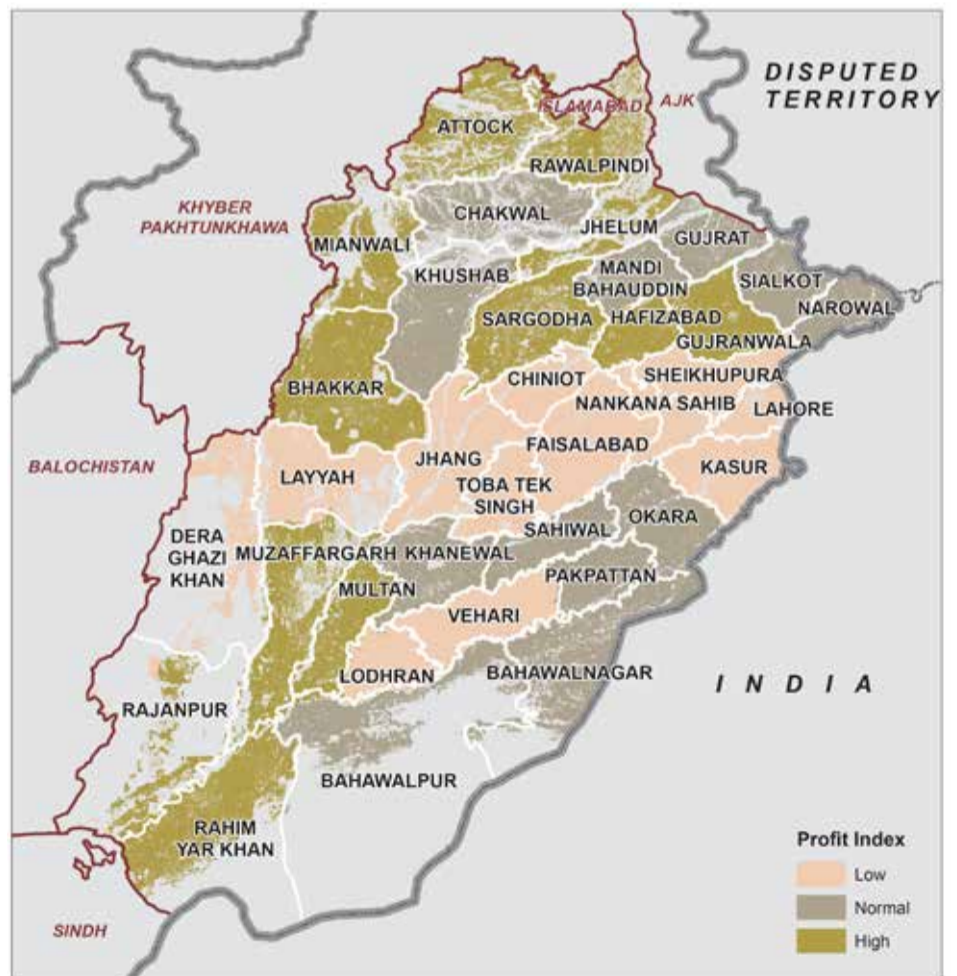 DISPUTED
TERRITORY
ISLAMABAD
AJK
ATTOCK
RAWALPINDI
KHYBER
PAKHTUNKHAWA
CHAKWAL
JHELUM
GUJRAT
MIANWALI
KHUSHAB
MANDI
BAHAUDDIN
SIALKOT
NAROWAL
SARGODHA
HAFIZABAD
GUJRANWALA
BHAKKAR
CHINIOT
SHEIKHUPURA
NANKANA SAHIB
LAHORE
BALOCHISTAN
LAYYAH
JHANG
FAISALABAD
KASUR
TOBA TEK
SINGH
OKARA
SAHIWAL
DERA
GHAZI
KHAN
MUZAFFARGARH
KHANEWAL
MULTAN
PAKPATTAN
VEHARI
LODHRAN
BAHAWALNAGAR
INDIA
RAJANPUR
BAHAWALPUR
RAHIM
YAR KHAN
SINDH
Profit Index
Low
Normal
High